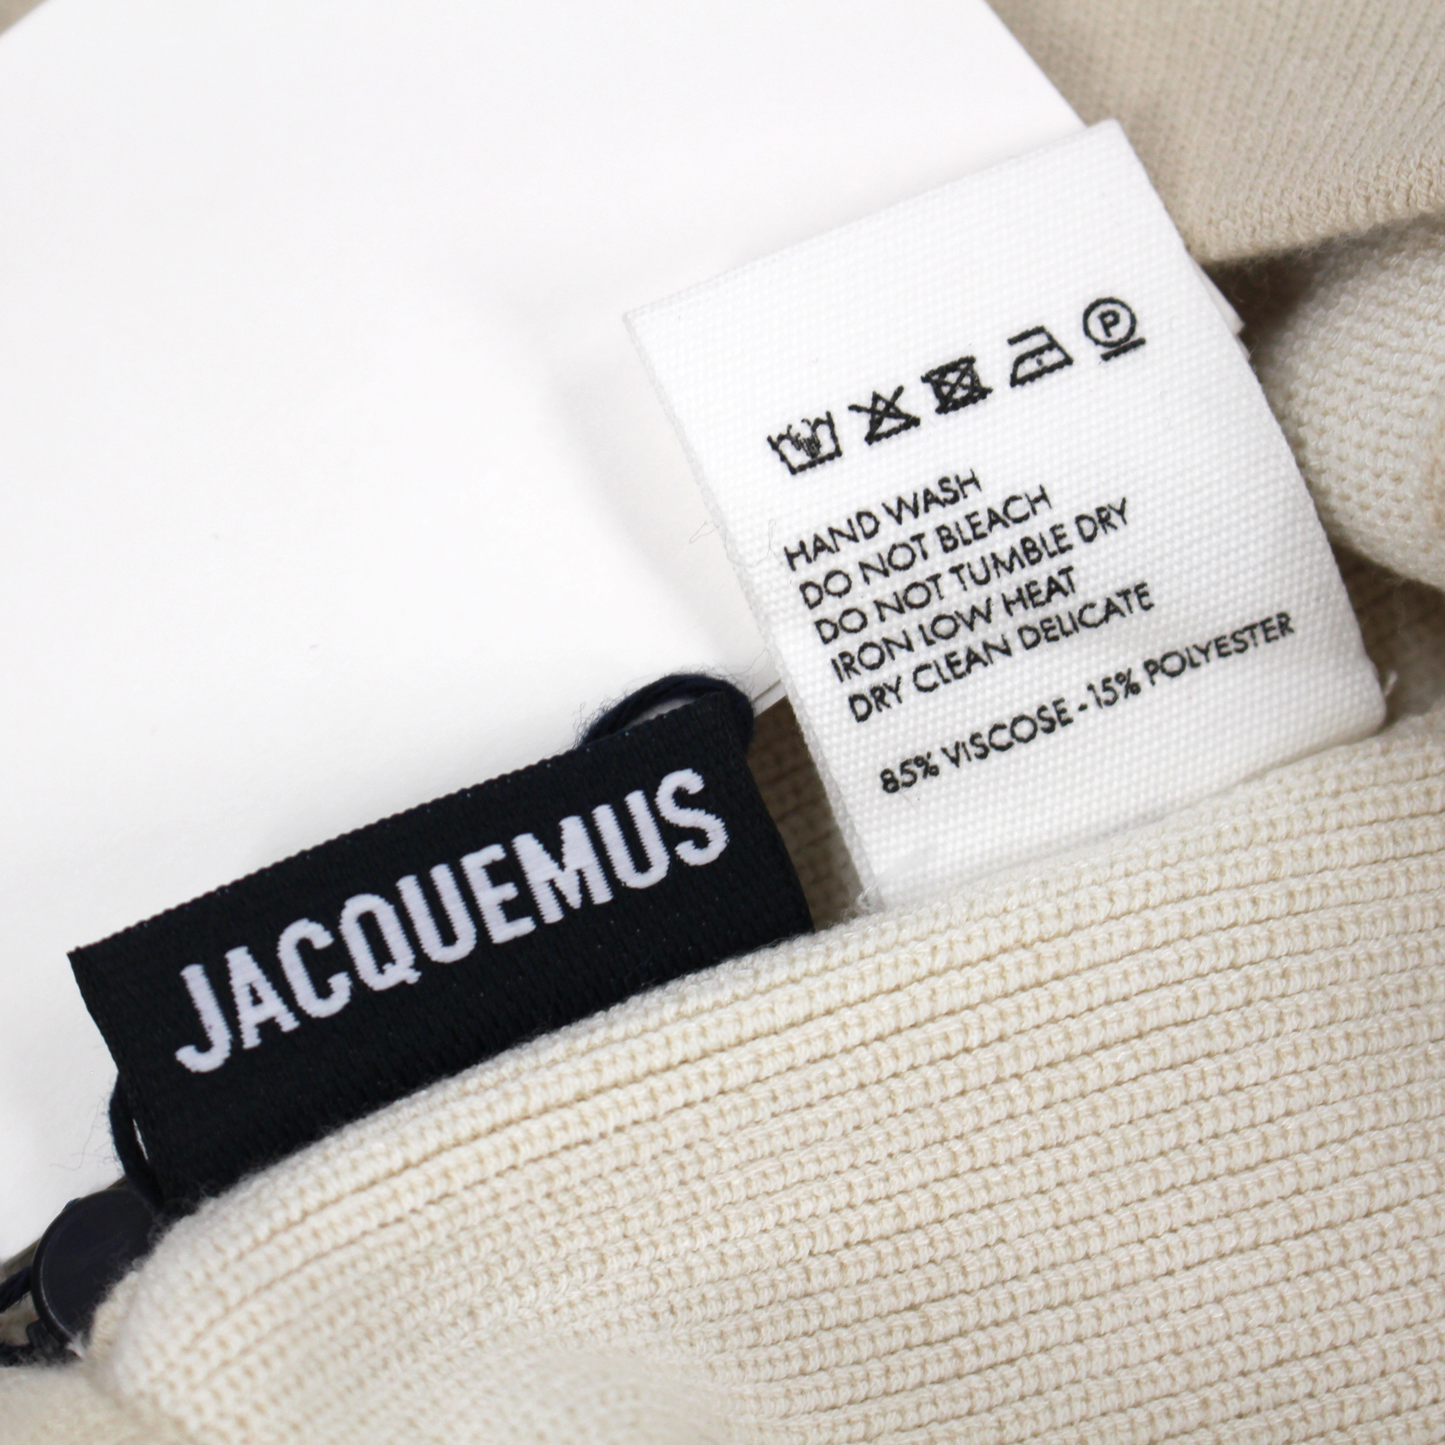 P
HAND WASH
DO NOT BLEACH
DO NOT TUMBLE DRY
IRON LOW HEAT
DRY CLEAN DELICATE
85% VISCOSE - 15% POLYESTER
JACQUEMUS